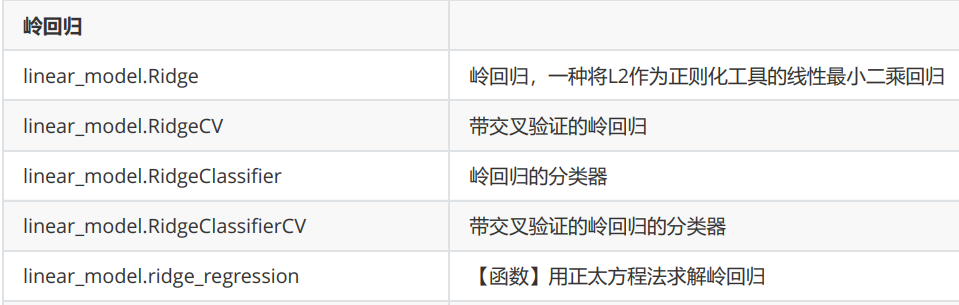 岭回归
linear_model.Ridge 岭回归，一种将L2作为正则化工具的线性最小二乘回归
linear_model.RidgeCV 带交叉验证的岭回归
linear_model.RidgeClassifier 岭回归的分类器
linear_model.RidgeClassifierCV 带交叉验证的岭回归的分类器
linear_model.ridge_regression 【函数】用正太方程法求解岭回归